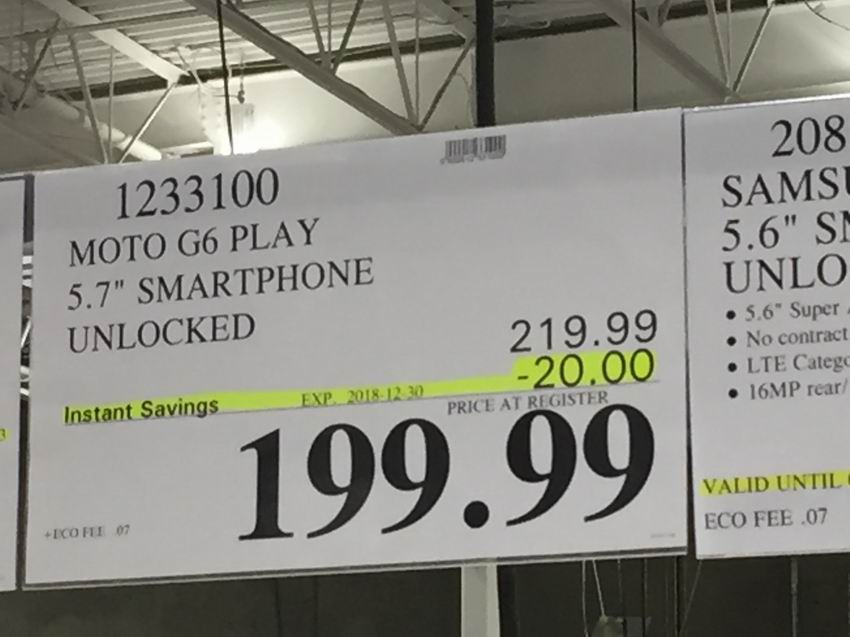 1233100
MOTO G6 PLAY
5.7" SMARTPHONE
UNLOCKED
219.99
-20.00
Instant Savings EXP. 2018-12-30
PRICE AT REGISTER
199.99
+ECO FEE .07
208
SAMSU
5.6" SM
UNLO
• 5.6" Super
• No contract
• LTE Catego
• 16MP rear/
VALID UNTIL
ECO FEE .07
3